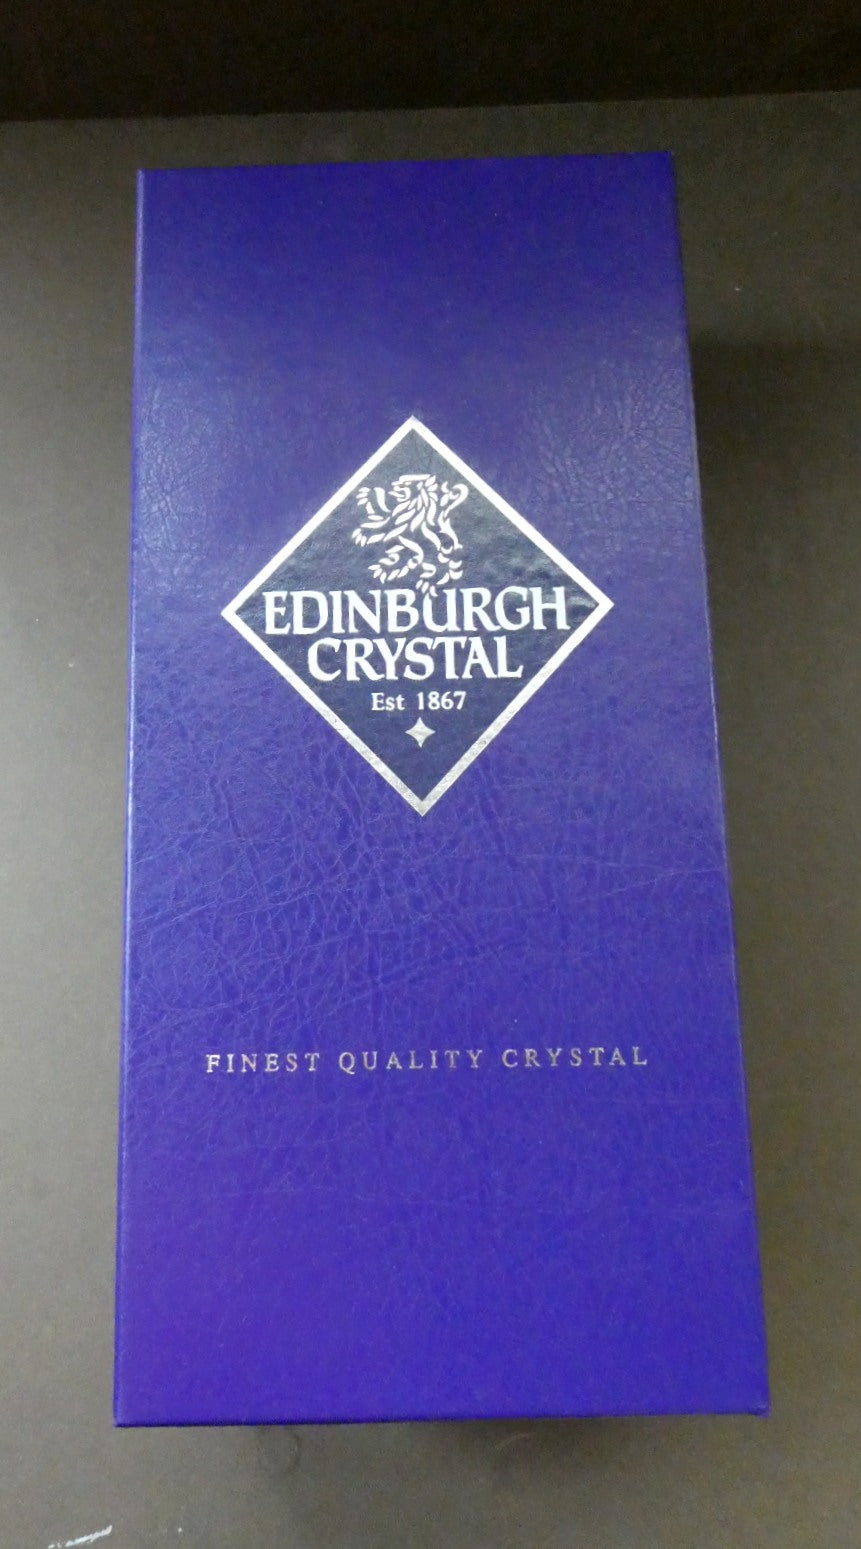 EDINBURGH
CRYSTAL
Est 1867
FINEST QUALITY CRYSTAL